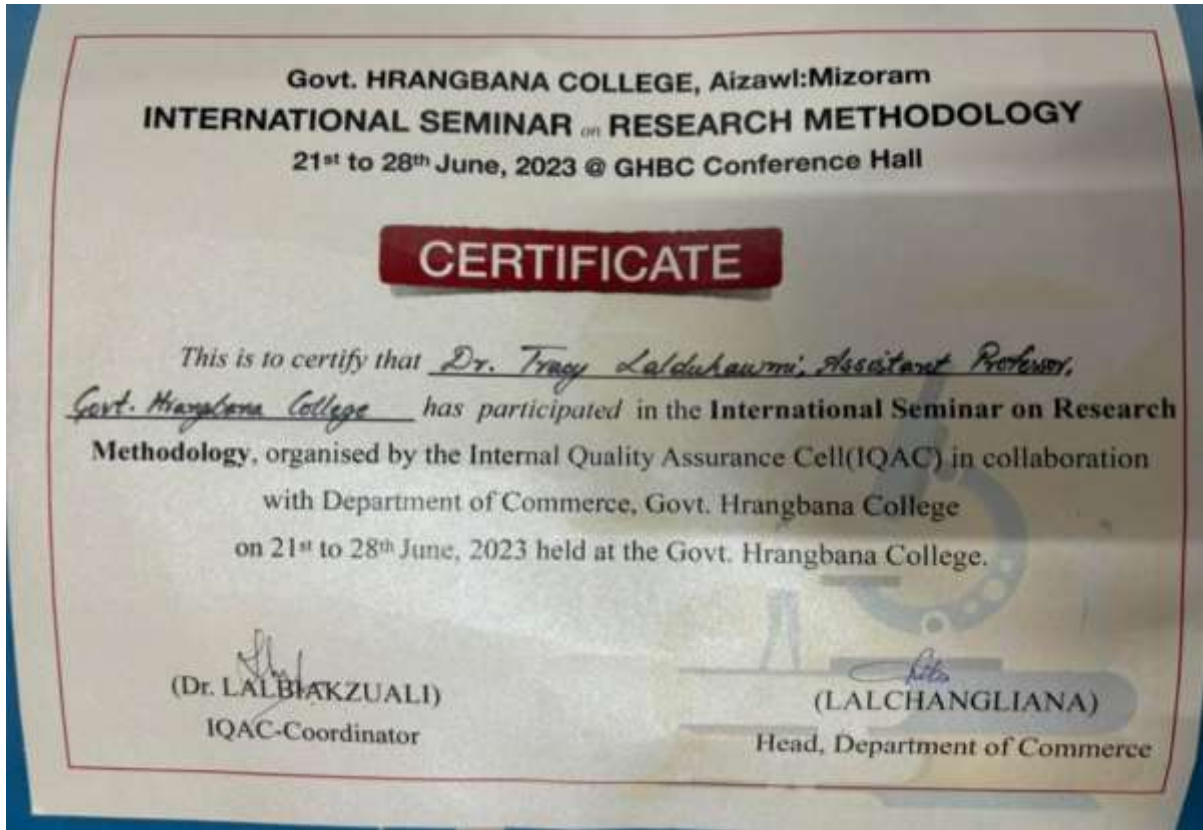 Govt. HRANGBANA COLLEGE, Aizawl:Mizoram
INTERNATIONAL SEMINAR on RESEARCH METHODOLOGY
21st to 28th June, 2023 @ GHBC Conference Hall
CERTIFICATE
This is to certify that Dr. Tracy Lalduhawmi, Assistant Professor,
Govt. Hrangbana College has participated in the International Seminar on Research
Methodology, organised by the Internal Quality Assurance Cell(IQAC) in collaboration
with Department of Commerce, Govt. Hrangbana College
on 21st to 28th June, 2023 held at the Govt. Hrangbana College.
(Dr. LALBIAKZUALI)
IQAC-Coordinator
(LALCHANGLIANA)
Head, Department of Commerce